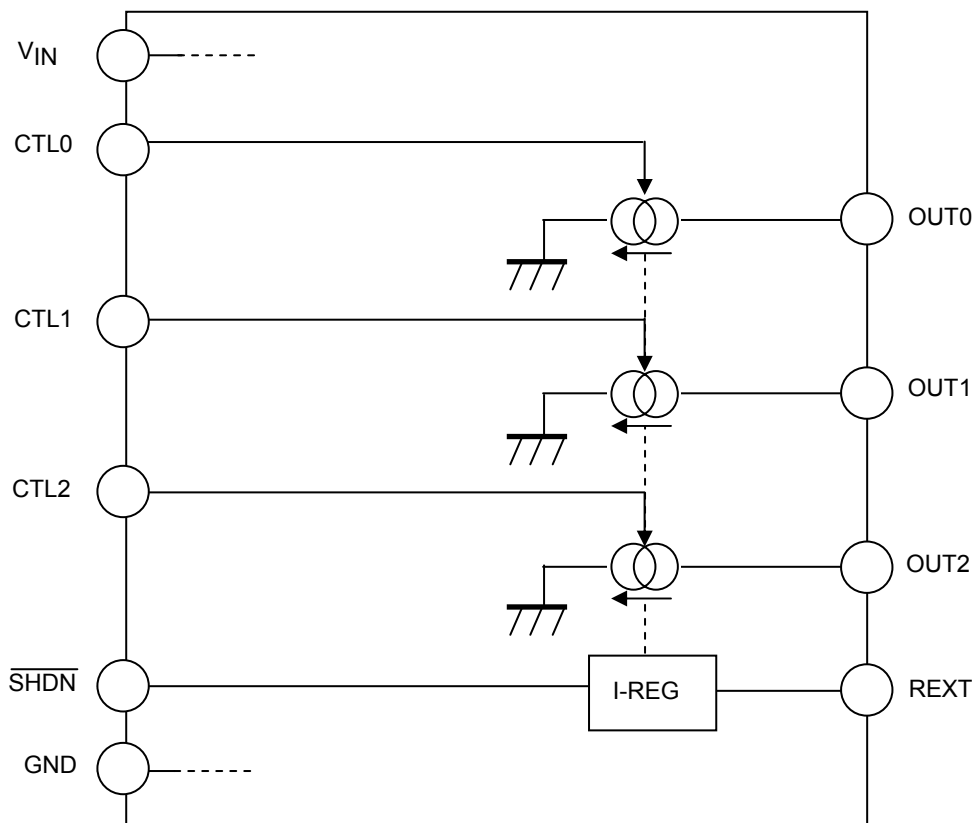 VIN
CTL0
OUT0
CTL1
OUT1
CTL2
OUT2
SHDN
I-REG
REXT
GND